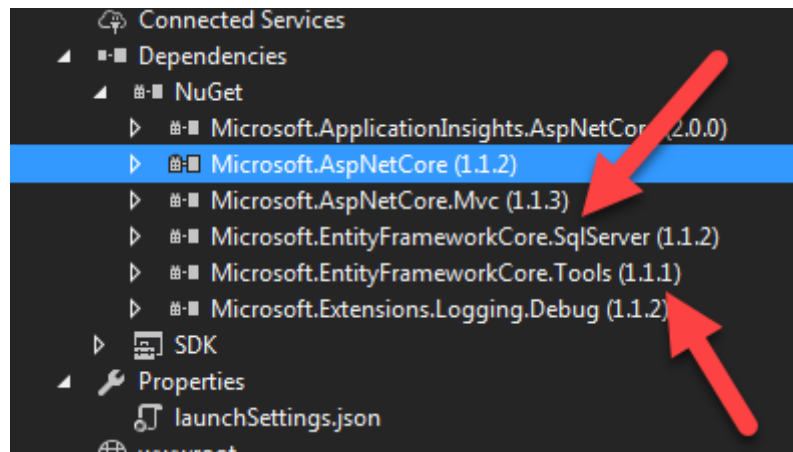 Connected Services
Dependencies
NuGet
Microsoft.ApplicationInsights.AspNetCore (2.0.0)
Microsoft.AspNetCore (1.1.2)
Microsoft.AspNetCore.Mvc (1.1.3)
Microsoft.EntityFrameworkCore.SqlServer (1.1.2)
Microsoft.EntityFrameworkCore.Tools (1.1.1)
Microsoft.Extensions.Logging.Debug (1.1.2)
SDK
Properties
launchSettings.json
wwwroot